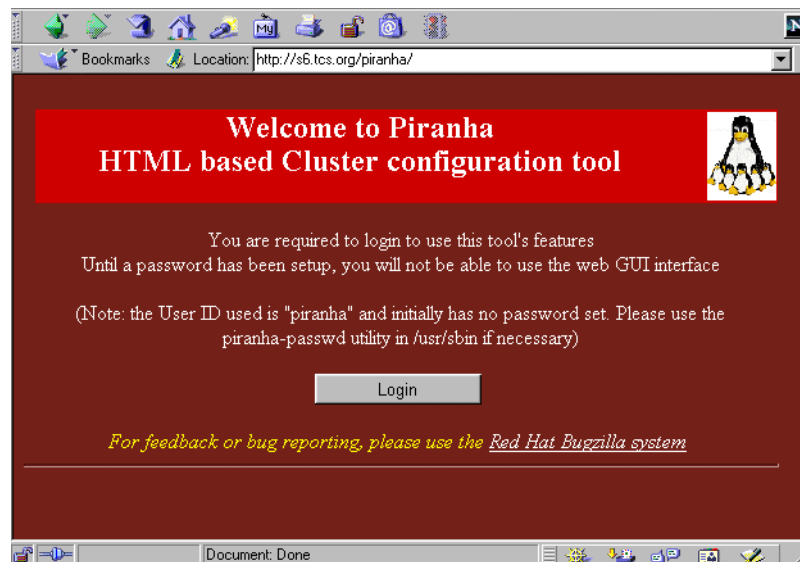 My
N
Bookmarks Location: http://s6.tcs.org/piranha/
Welcome to Piranha
HTML based Cluster configuration tool
You are required to login to use this tool's features
Until a password has been setup, you will not be able to use the web GUI interface
(Note: the User ID used is "piranha" and initially has no password set. Please use the
piranha-passwd utility in /usr/sbin if necessary)
Login
For feedback or bug reporting, please use the Red Hat Bugzilla system
Document: Done